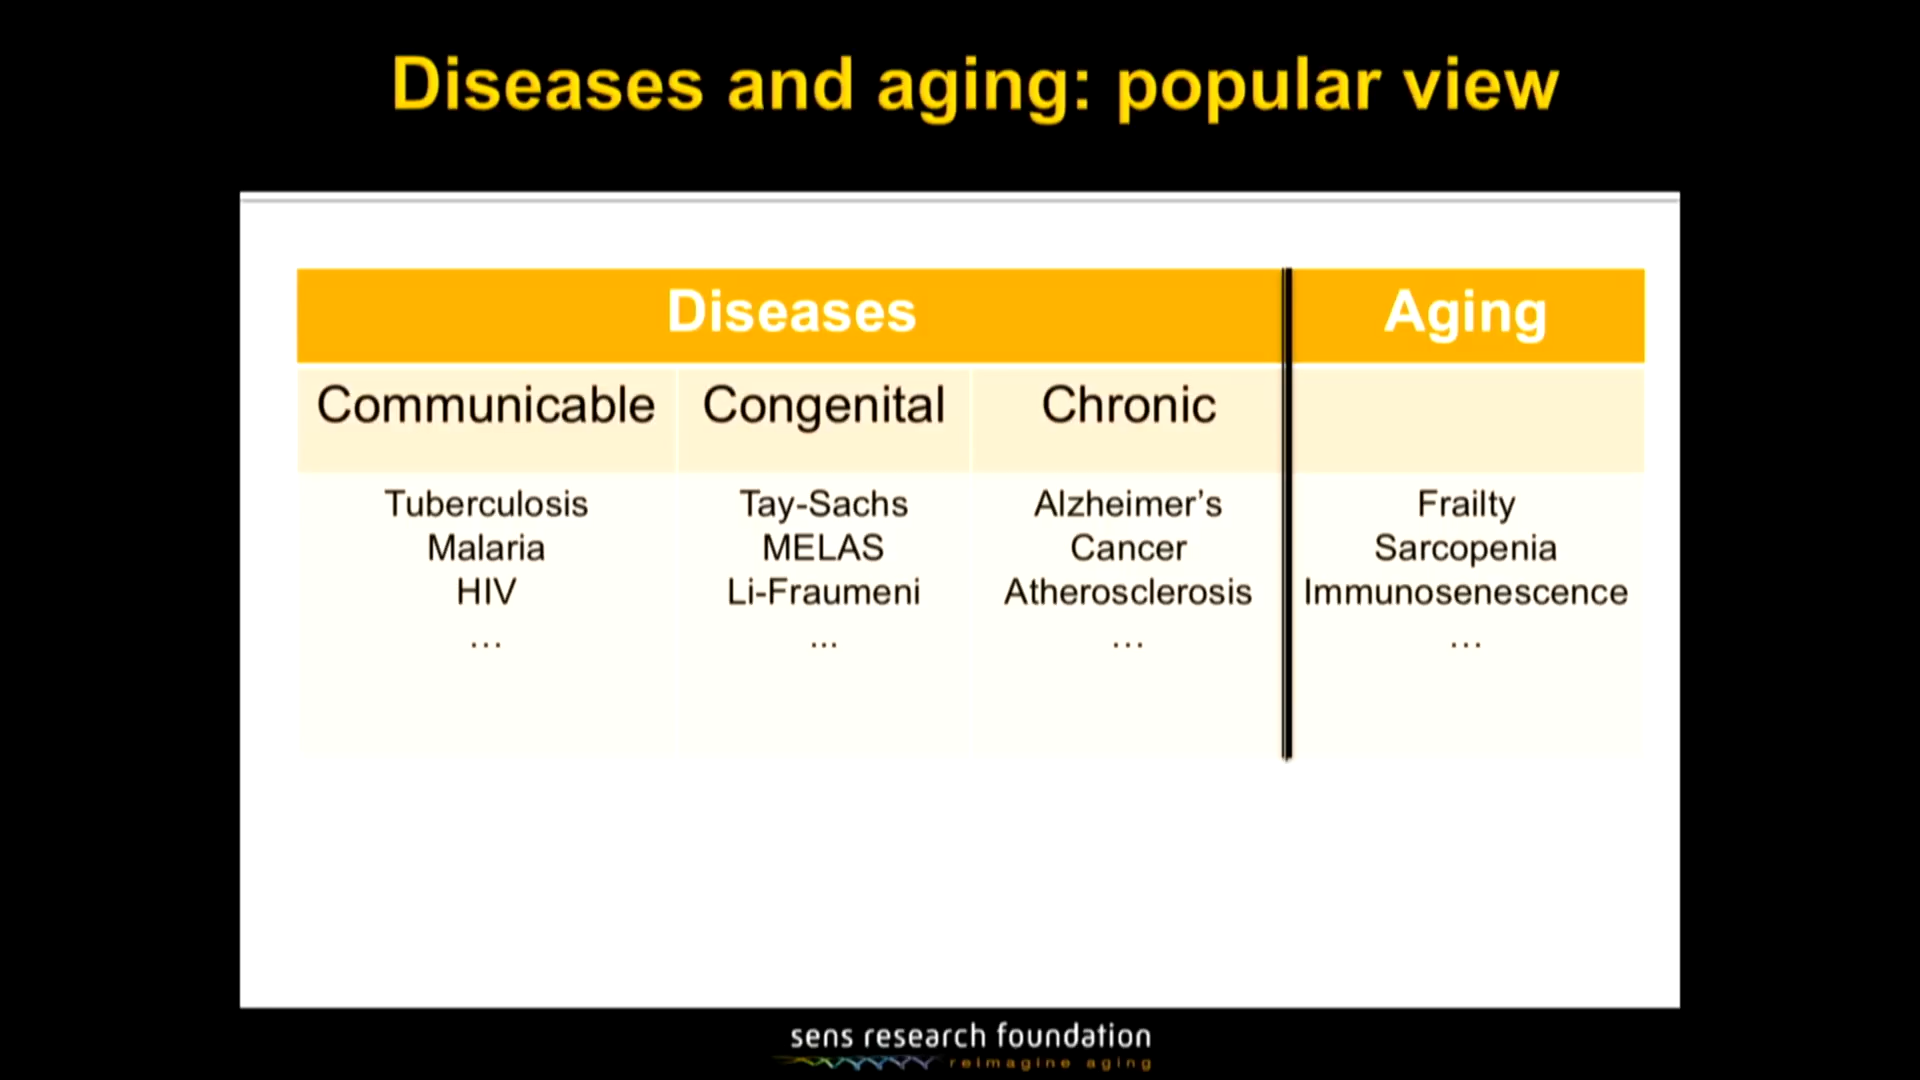 Diseases and aging: popular view
Diseases
Aging
Communicable
Congenital
Chronic
Tuberculosis
Malaria
HIV
…
Tay-Sachs
MELAS
Li-Fraumeni
...
Alzheimer’s
Cancer
Atherosclerosis
…
Frailty
Sarcopenia
Immunosenescence
…
sens research foundation
reimagine aging